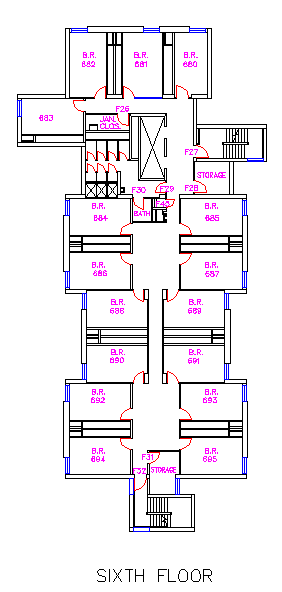 B.R. B.R. B.R.
682 681 680
F26
683
JAN.
CLOS.
F27
STORAGE
F30 F29 F28
F40
B.R. BATH B.R.
684 685
B.R. B.R.
686 687
B.R. B.R.
688 689
B.R. B.R.
690 691
B.R. B.R.
692 693
B.R. F31 B.R.
694 695
F32 STORAGE
SIXTH FLOOR